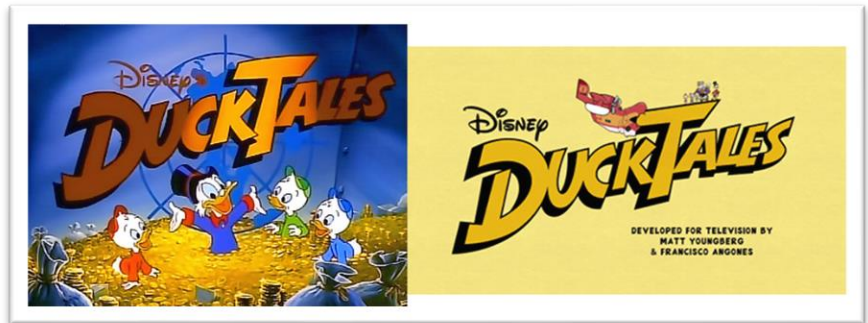 Disney's
DUCKTALES
Disney
DUCKTALES
DEVELOPED FOR TELEVISION BY
MATT YOUNGBERG
& FRANCISCO ANGONES